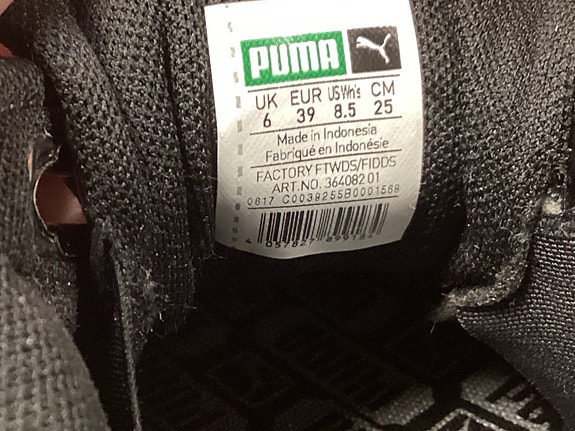 PUMA
UK EUR US Wn's CM
6 39 8.5 25
Made in Indonesia
Fabriqué en Indonésie
FACTORY FTWDS/FIDDS
ART.NO. 364082 01
0617 C0039255B0001569